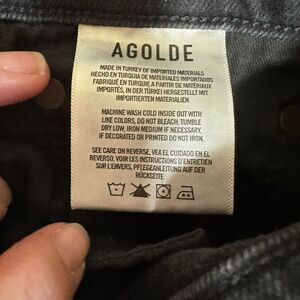 AGOLDE
MADE IN TURKEY OF IMPORTED MATERIALS
HECHO EN TURQUIA DE MATERIALES IMPORTADOS
FABRIQUÉ EN TURQUIE A PARTIR DE MATÉRIAUX
IMPORTÉS, IN DER TÜRKEI HERGESTELLT MIT
IMPORTIERTEN MATERIALIEN
MACHINE WASH COLD INSIDE OUT WITH
LIKE COLORS, DO NOT BLEACH, TUMBLE
DRY LOW, IRON MEDIUM IF NECESSARY.
IF DECORATED OR PRINTED DO NOT IRON.
SEE CARE ON REVERSE, VEA EL CUIDADO EN EL
REVERSO, VOIR LES INSTRUCTIONS D'ENTRETIEN
SUR L'ENVERS, PFLEGEANLEITUNG AUF DER
RÜCKSEITE